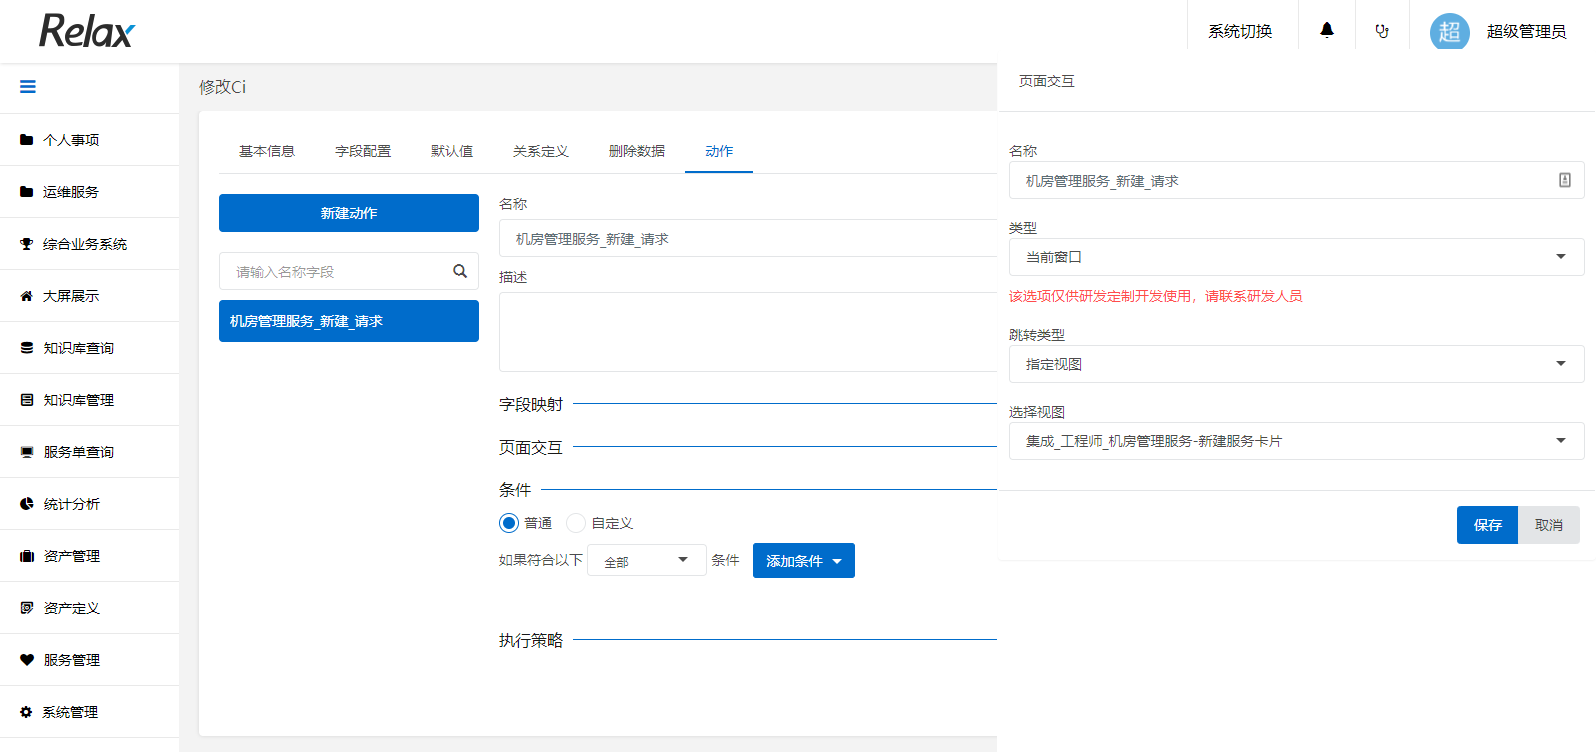 Relax
系统切换
超
超级管理员
个人事项
运维服务
综合业务系统
大屏展示
知识库查询
知识库管理
服务单查询
统计分析
资产管理
资产定义
服务管理
系统管理
修改Ci
基本信息
字段配置
默认值
关系定义
删除数据
动作
新建动作
请输入名称字段
机房管理服务_新建_请求
名称
机房管理服务_新建_请求
描述
字段映射
页面交互
条件
普通
自定义
如果符合以下
全部
条件
添加条件
执行策略
页面交互
名称
机房管理服务_新建_请求
类型
当前窗口
该选项仅供研发定制开发使用，请联系研发人员
跳转类型
指定视图
选择视图
集成_工程师_机房管理服务-新建服务卡片
保存
取消